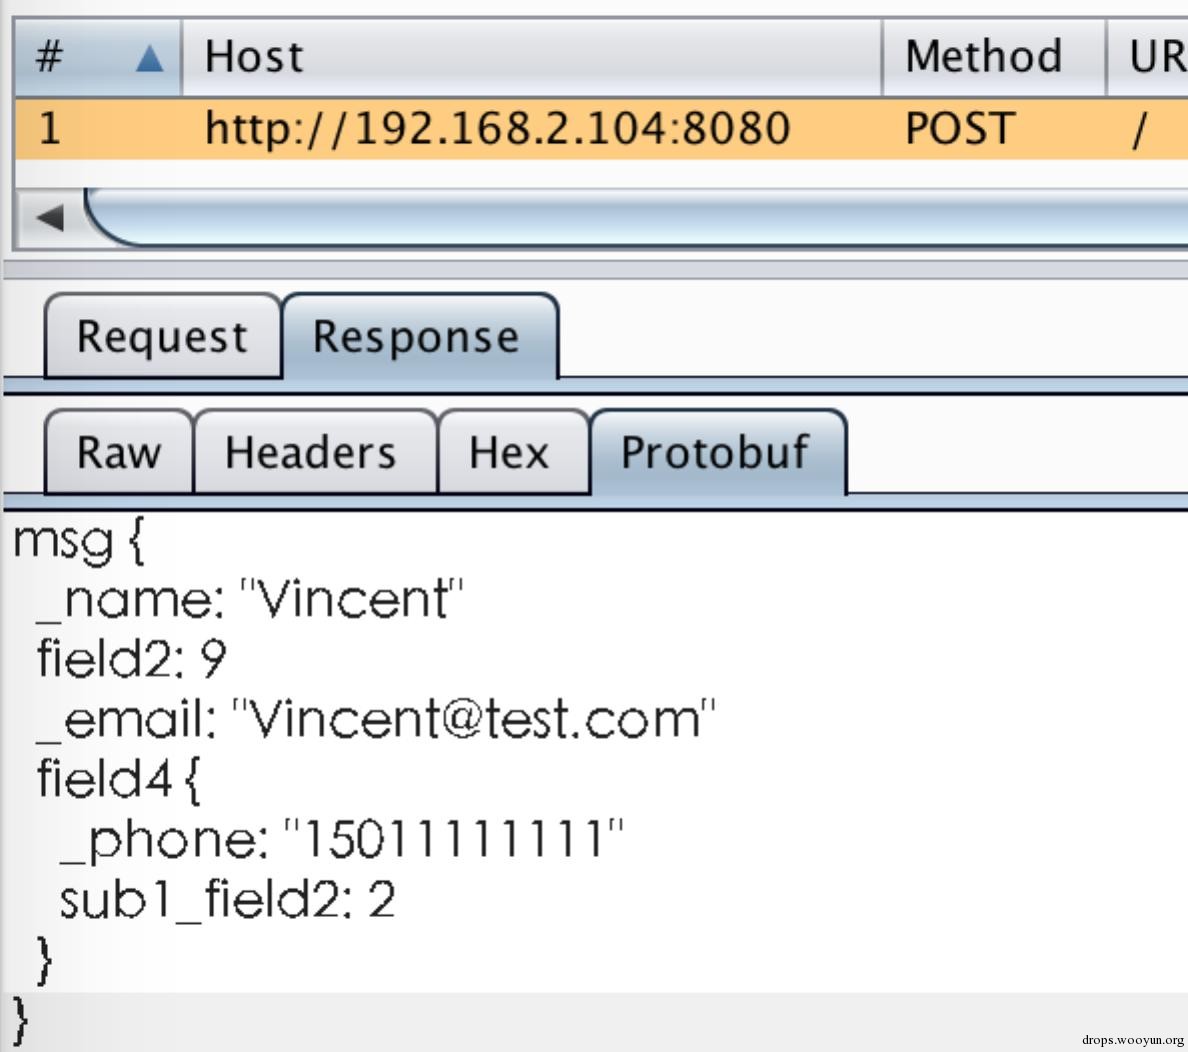 # ▲ Host Method UR
1 http://192.168.2.104:8080 POST /
Request Response
Raw Headers Hex Protobuf
msg {
_name: "Vincent"
field2: 9
_email: "Vincent@test.com"
field4 {
_phone: "15011111111"
sub1_field2: 2
}
}
drops.wooyun.org